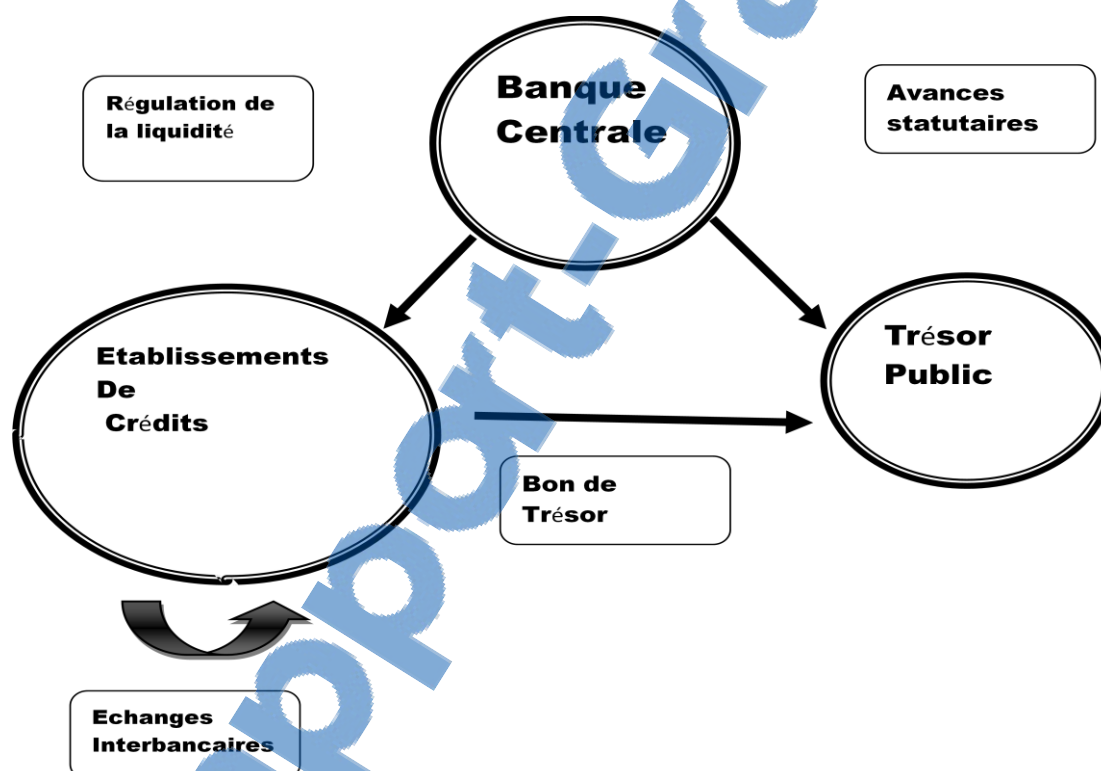 Banque
Centrale
Régulation de
la liquidité
Avances
statutaires
Etablissements
De
Crédits
Trésor
Public
Bon de
Trésor
Echanges
Interbancaires